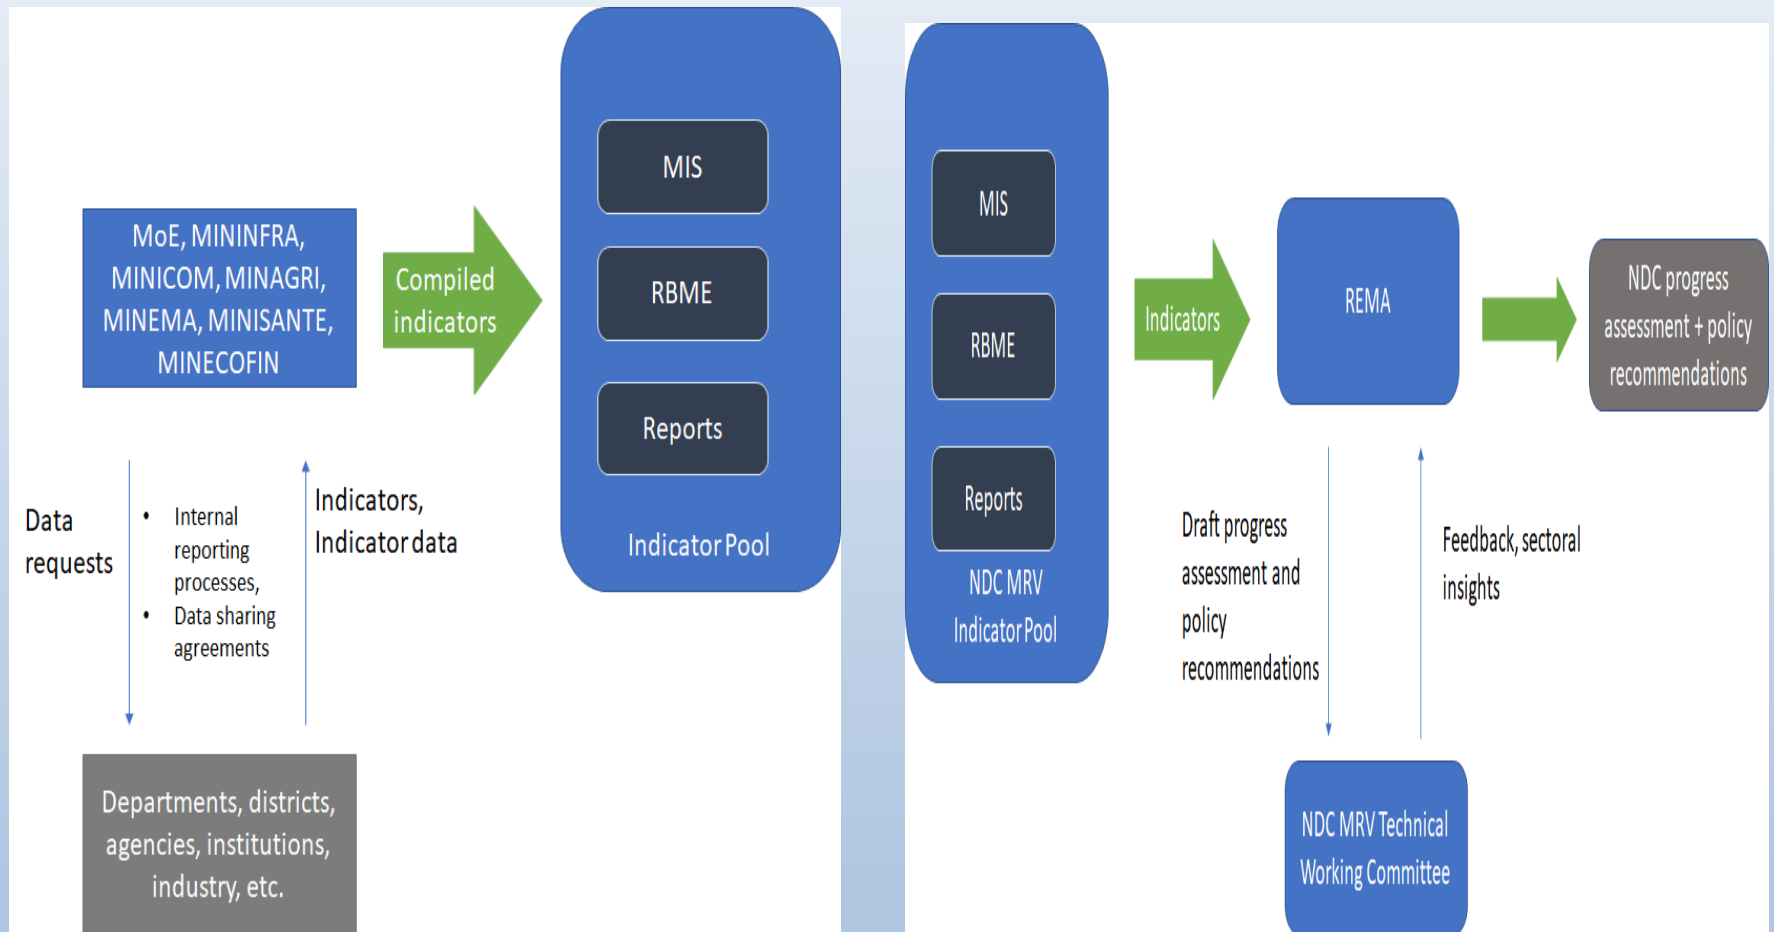 MIS
RBME
Reports
Indicator Pool
MoE, MININFRA,
MINICOM, MINAGRI,
MINEMA, MINISANTE,
MINECOFIN
Compiled
indicators
Data
requests
• Internal
reporting
processes,
• Data sharing
agreements
Indicators,
Indicator data
Departments, districts,
agencies, institutions,
industry, etc.
MIS
RBME
Reports
NDC MRV
Indicator Pool
Indicators
REMA
NDC progress
assessment + policy
recommendations
Draft progress
assessment and
policy
recommendations
Feedback, sectoral
insights
NDC MRV Technical
Working Committee